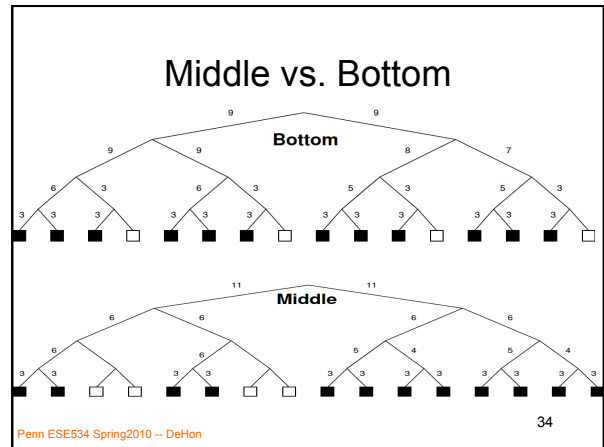 Middle vs. Bottom
9 9
Bottom
9 9 8 7
6 3 6 3 5 3 5 3
3 3 3 3 3 3 3 3 3 3 3 3
11 11
Middle
6 6 6 6
6 6 5 4 5 4
3 3 3 3 3 3 3 3 3 3 3 3
34
Penn ESE534 Spring2010 -- DeHon